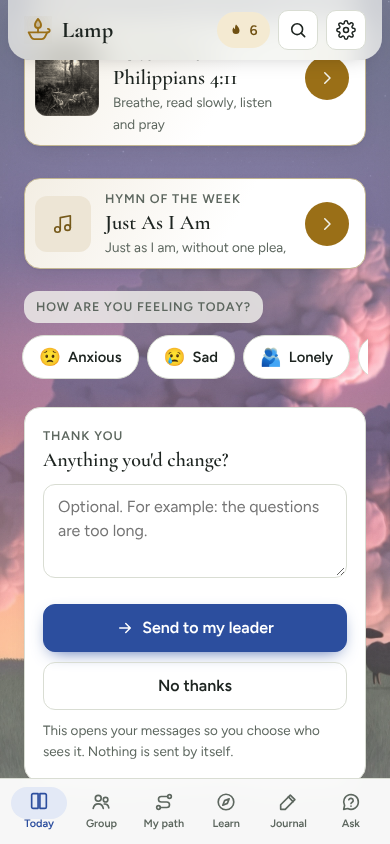 Lamp
6
Philippians 4:11
Breathe, read slowly, listen
and pray
HYMN OF THE WEEK
Just As I Am
Just as i am, without one plea,
HOW ARE YOU FEELING TODAY?
😟 Anxious
😢 Sad
🫂 Lonely
THANK YOU
Anything you'd change?
Optional. For example: the questions
are too long.
→ Send to my leader
No thanks
This opens your messages so you choose who
sees it. Nothing is sent by itself.
Today
Group
My path
Learn
Journal
Ask